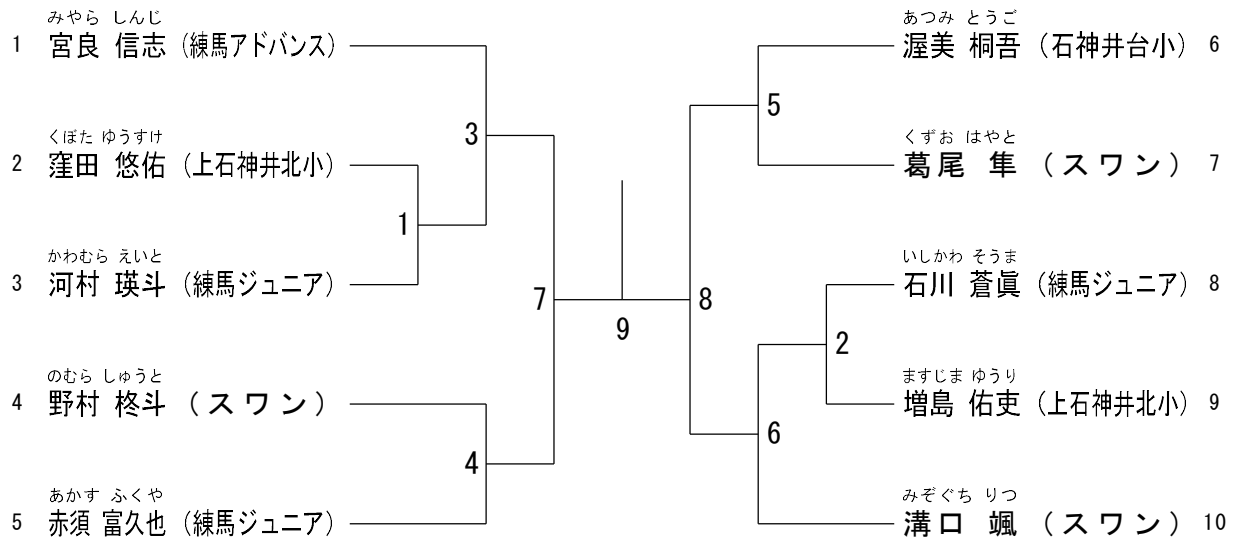 みやら しんじ
1 宮良 信志 (練馬アドバンス)
くぼた ゆうすけ
2 窪田 悠佑 (上石神井北小)
かわむら えいと
3 河村 瑛斗 (練馬ジュニア)
のむら しゅうと
4 野村 柊斗 (スワン)
あかす ふくや
5 赤須 富久也 (練馬ジュニア)
3
1
7
4
9
あつみ とうご
渥美 桐吾 (石神井台小) 6
くずお はやと
葛尾 隼 (スワン) 7
いしかわ そうま
石川 蒼眞 (練馬ジュニア) 8
ますじま ゆうり
増島 佑吏 (上石神井北小) 9
みぞぐち りつ
溝口 颯 (スワン) 10
5
8
2
6